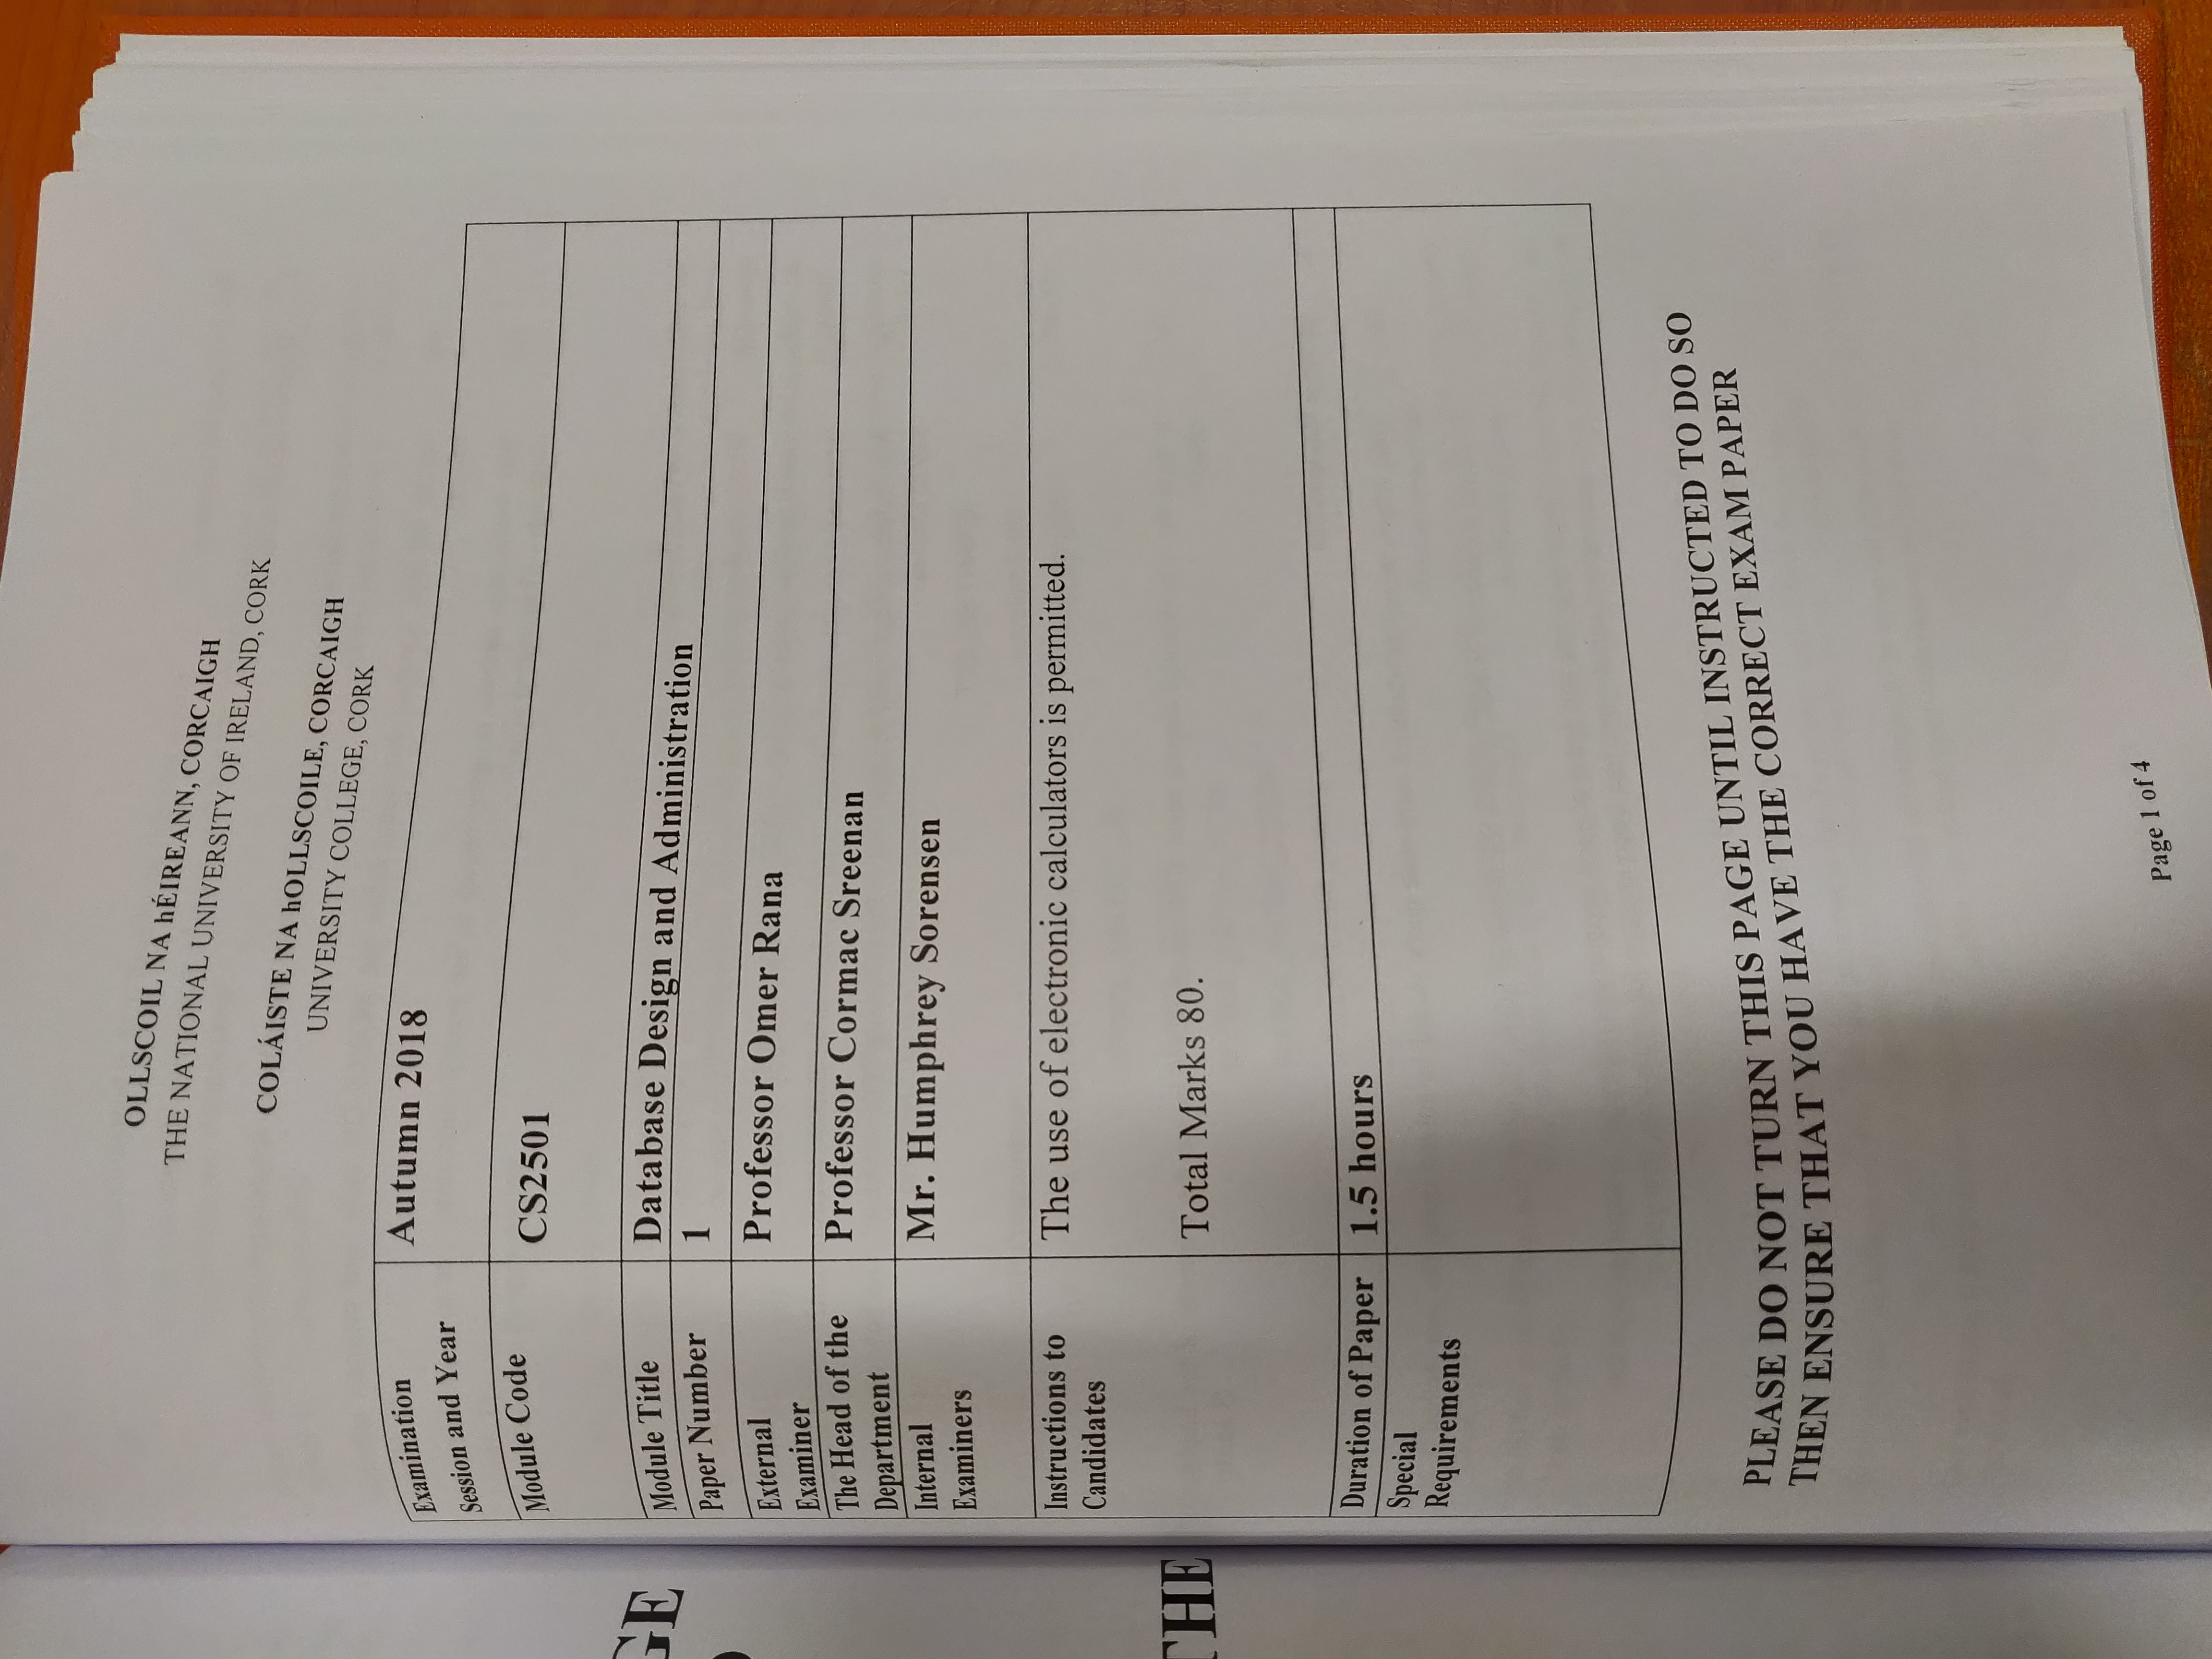 OLLSCOIL NA hÉIREANN, CORCAIGH
THE NATIONAL UNIVERSITY OF IRELAND, CORK
COLÁISTE NA hOLLSCOILE, CORCAIGH
UNIVERSITY COLLEGE, CORK
Examination
Session and Year
Autumn 2018
Module Code
CS2501
Module Title
Database Design and Administration
Paper Number
1
External
Examiner
Professor Omer Rana
The Head of the
Department
Professor Cormac Sreenan
Internal
Examiners
Mr. Humphrey Sorensen
Instructions to
Candidates
The use of electronic calculators is permitted.
Total Marks 80.
Duration of Paper
1.5 hours
Special
Requirements
PLEASE DO NOT TURN THIS PAGE UNTIL INSTRUCTED TO DO SO
THEN ENSURE THAT YOU HAVE THE CORRECT EXAM PAPER
Page 1 of 4
GE
THE